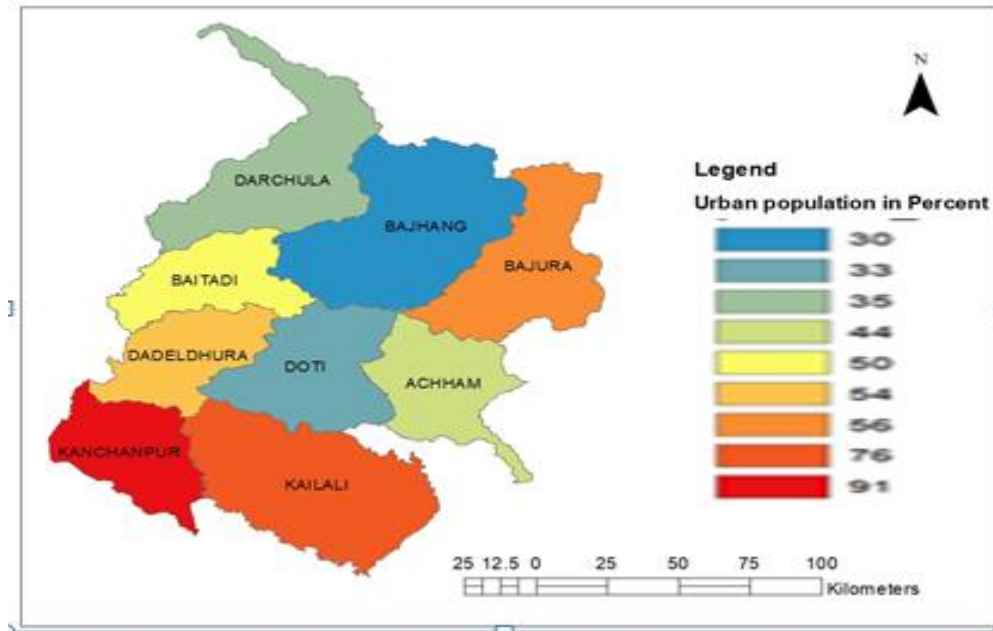 N
DARCHULA
BAJHANG
BAJURA
BAITADI
DADELDHURA
DOTI
ACHHAM
KANCHANPUR
KAILALI
Legend
Urban population in Percent
30
33
35
44
50
54
56
76
91
25 12.5 0 25 50 75 100
Kilometers